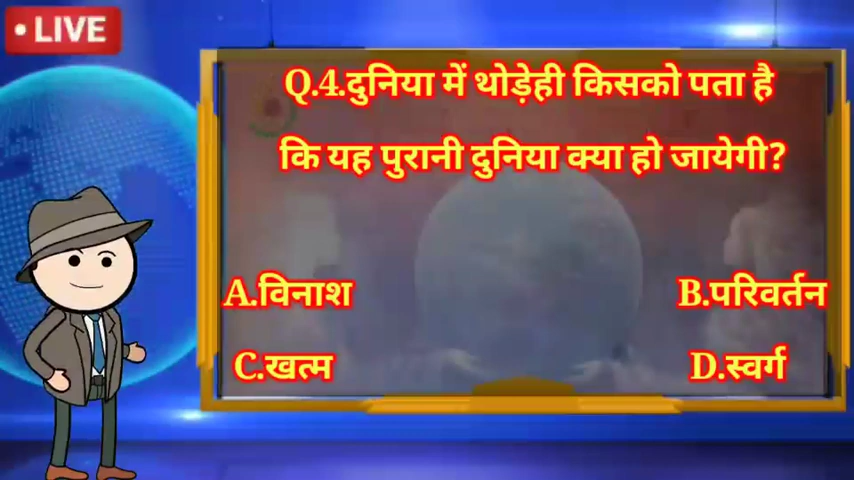 LIVE
Q.4.दुनिया में थोड़ेही किसको पता है
कि यह पुरानी दुनिया क्या हो जायेगी?
A.विनाश
B.परिवर्तन
C.खत्म
D.स्वर्ग